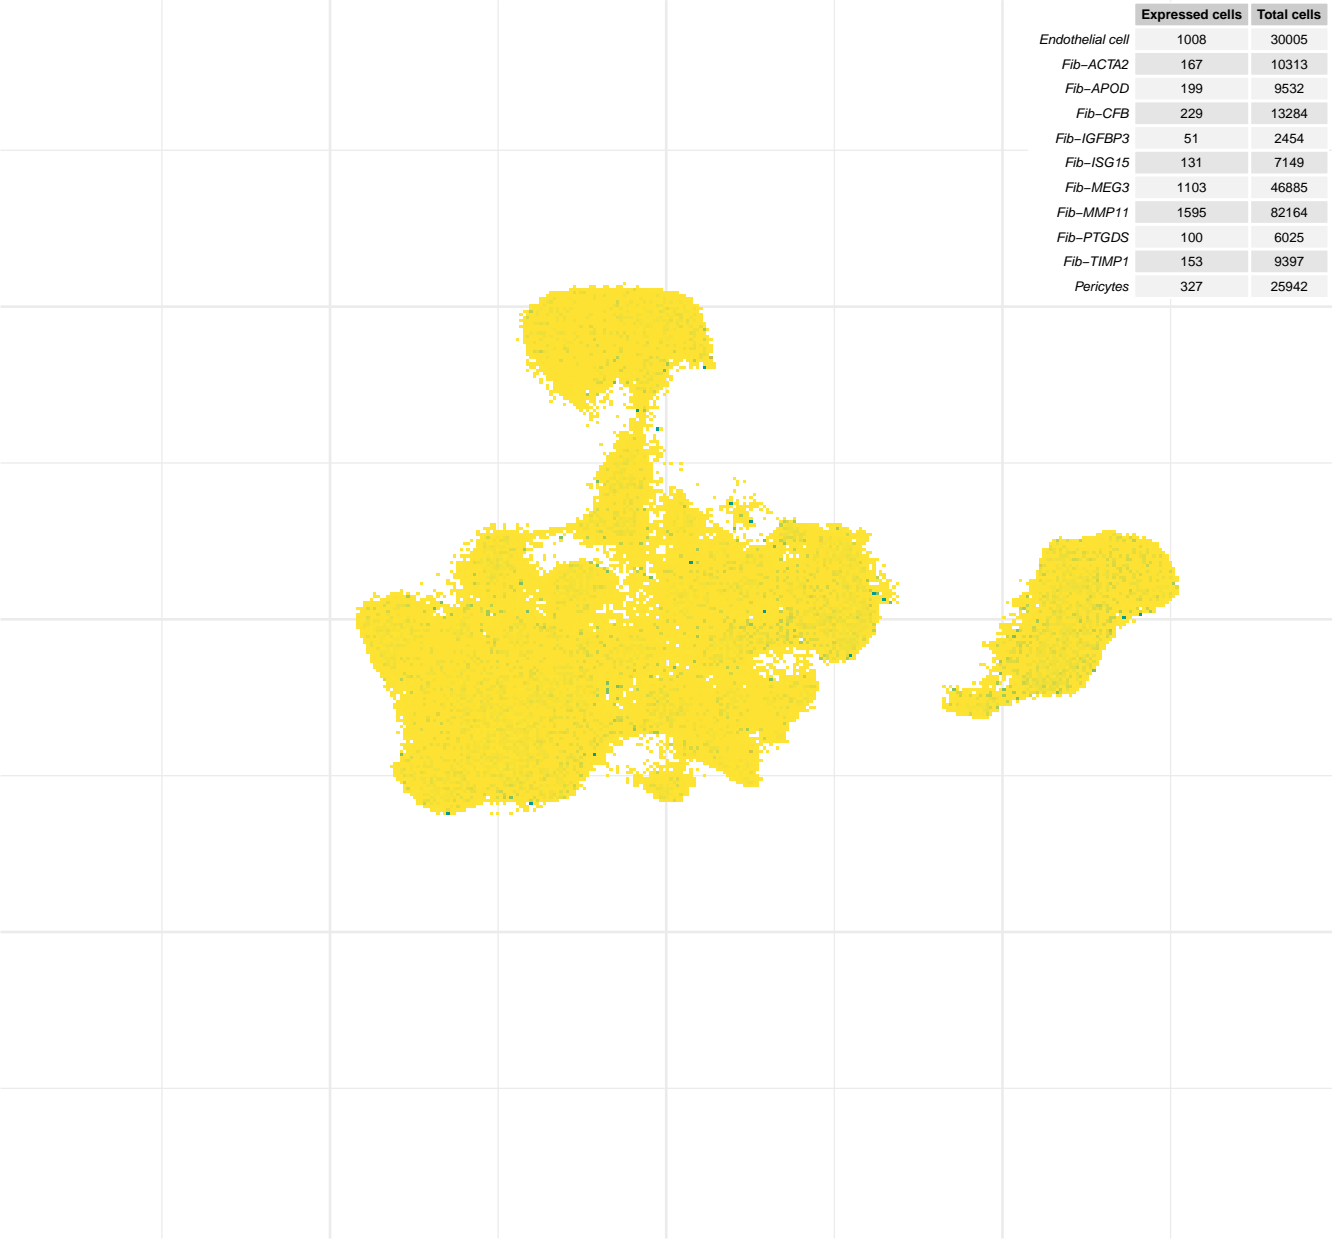 Expressed cells Total cells
Endothelial cell 1008 30005
Fib−ACTA2 167 10313
Fib−APOD 199 9532
Fib−CFB 229 13284
Fib−IGFBP3 51 2454
Fib−ISG15 131 7149
Fib−MEG3 1103 46885
Fib−MMP11 1595 82164
Fib−PTGDS 100 6025
Fib−TIMP1 153 9397
Pericytes 327 25942